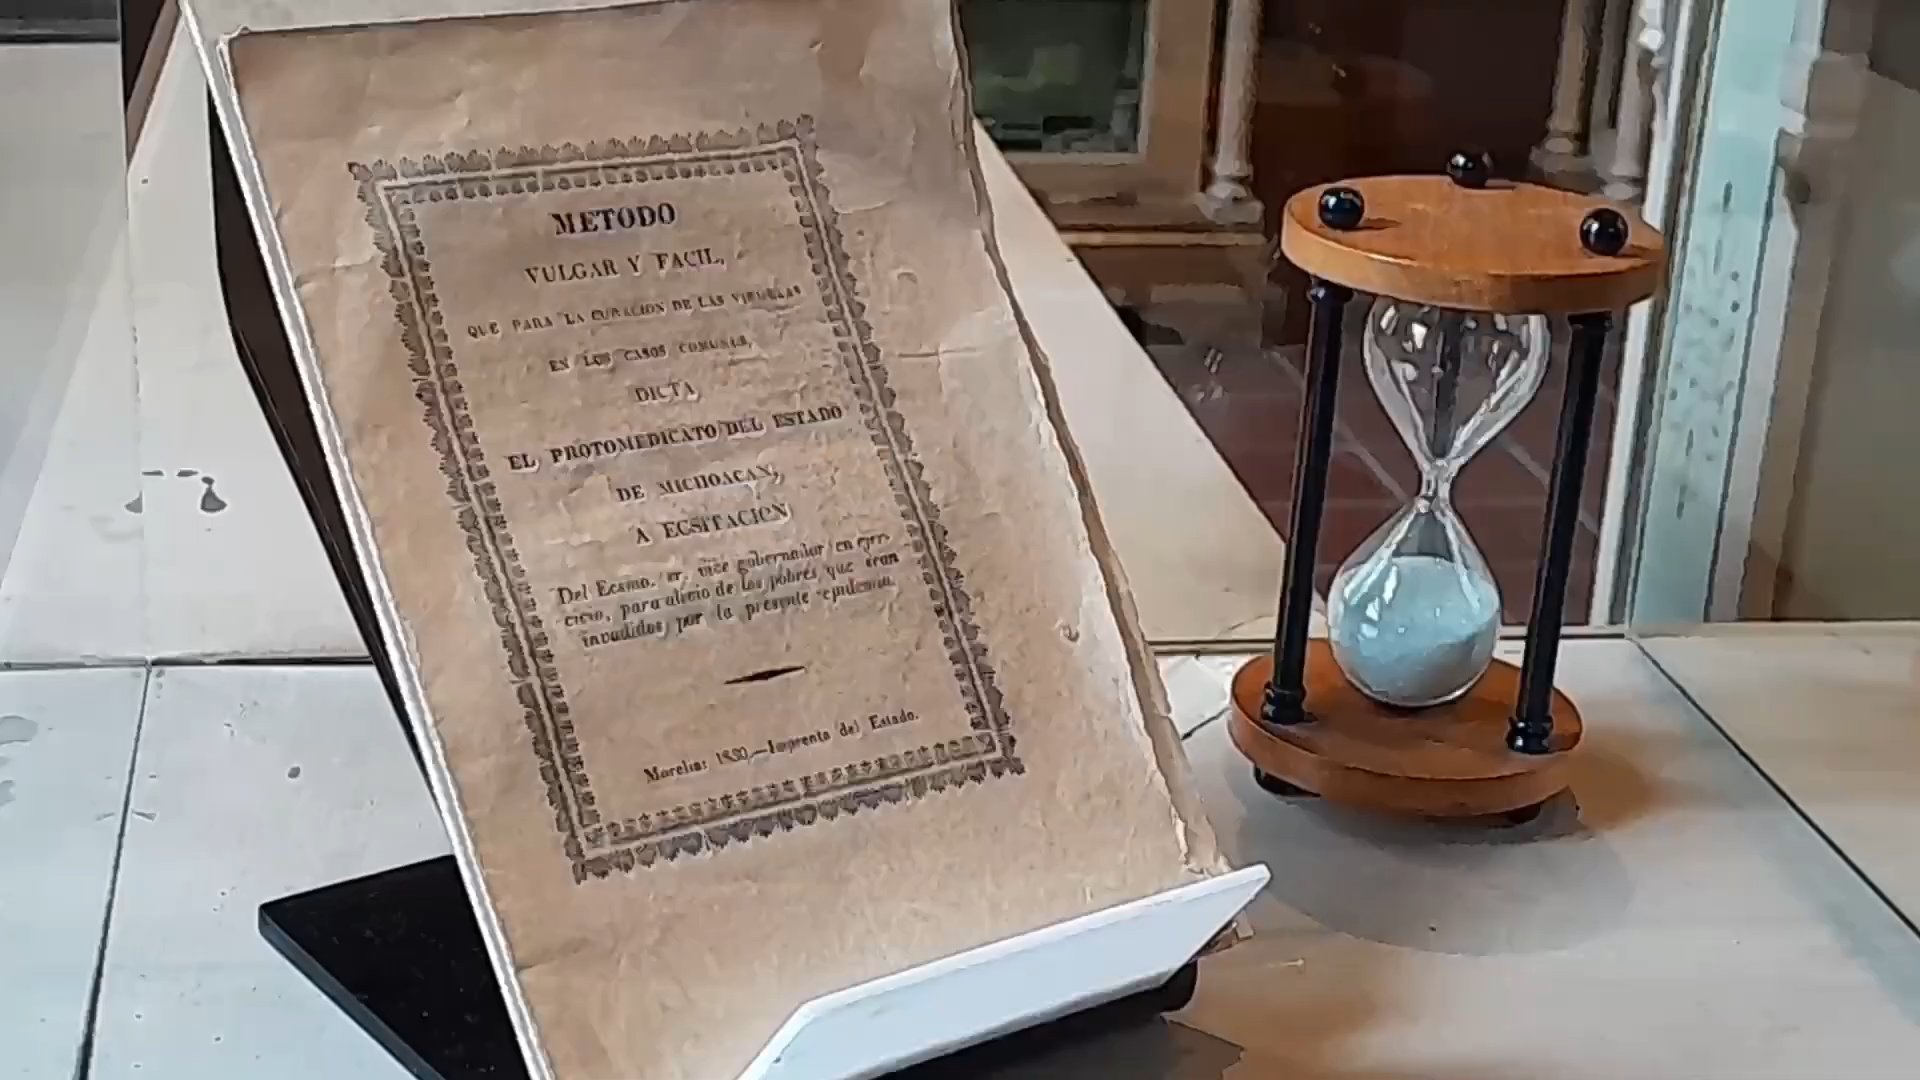 METODO
VULGAR Y FACIL,
QUE PARA LA CURACION DE LAS VIRUELAS
EN LOS CASOS COMUNES,
DICTA
EL PROTOMEDICATO DEL ESTADO
DE MICHOACAN,
A ECSITACION
Del Ecsmo. sr. vice gobernador en ejer-
cicio, para alivio de los pobres que sean
invadidos por la presente epidemia.
Morelia: 1830.—Imprenta del Estado.